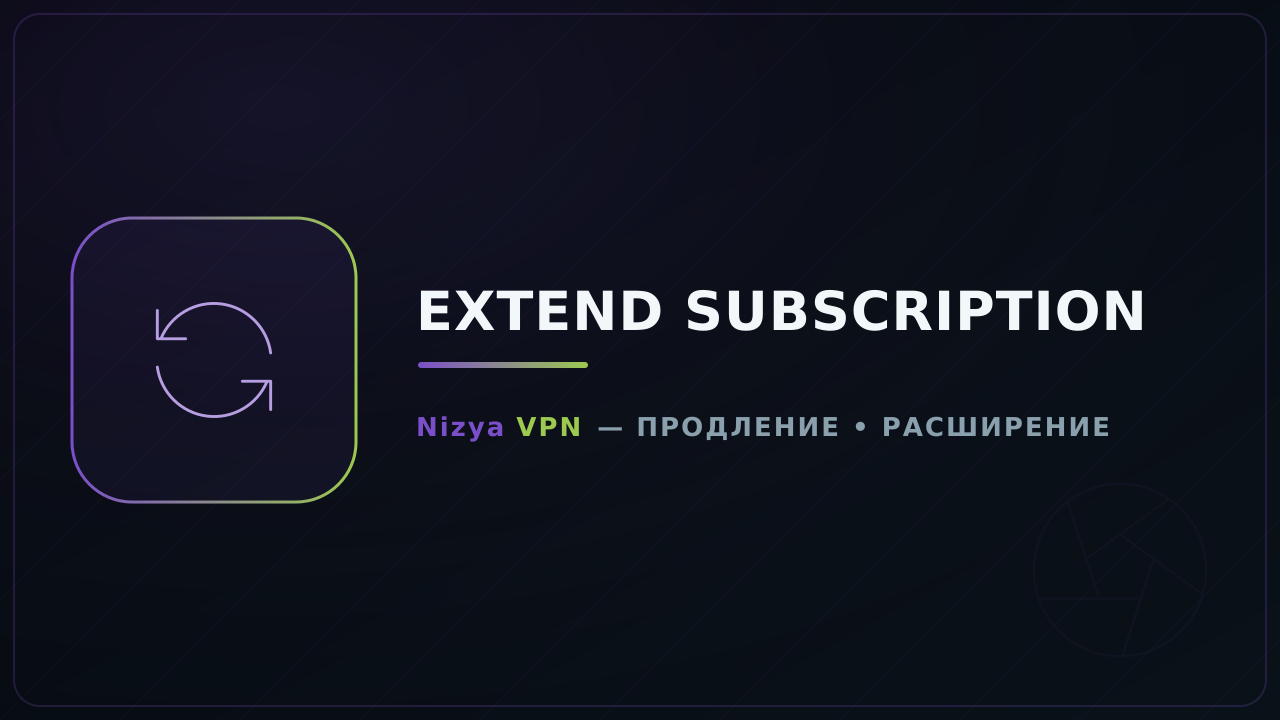 EXTEND SUBSCRIPTION
Nizya VPN — ПРОДЛЕНИЕ • РАСШИРЕНИЕ